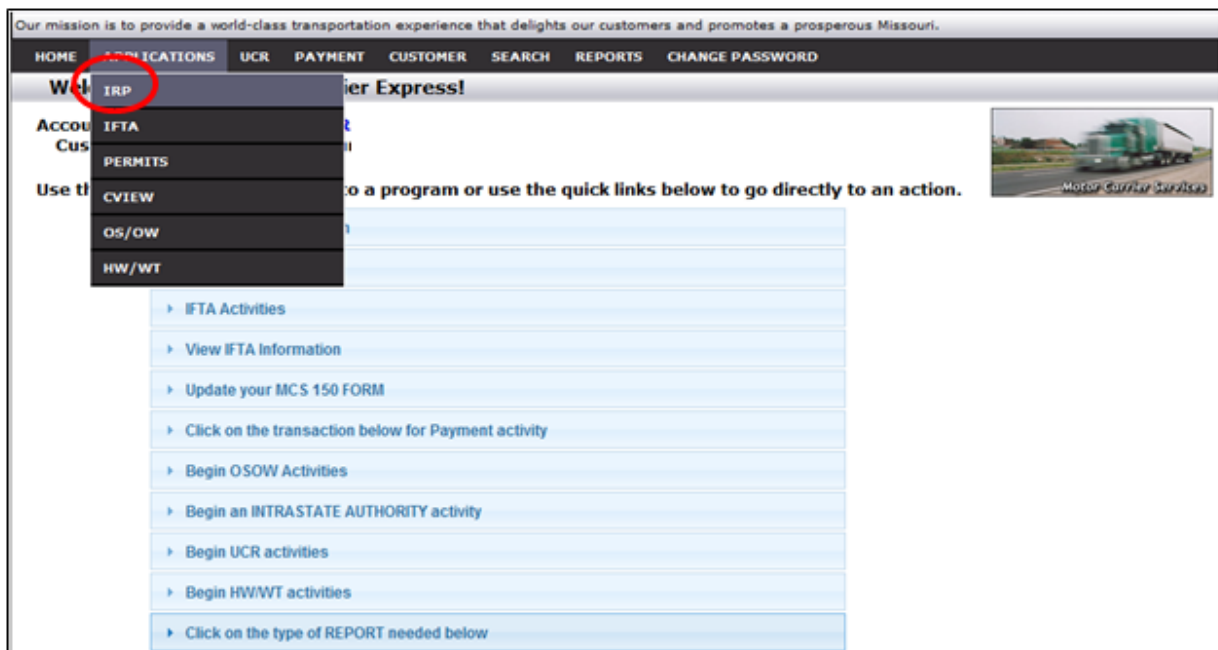 Our mission is to provide a world-class transportation experience that delights our customers and promotes a prosperous Missouri.
HOME APPLICATIONS UCR PAYMENT CUSTOMER SEARCH REPORTS CHANGE PASSWORD
Express!
IRP
IFTA
PERMITS
to a program or use the quick links below to go directly to an action.
CVIEW
OS/OW
HW/WT
Motor Carrier Services
IFTA Activities
View IFTA Information
Update your MCS 150 FORM
Click on the transaction below for Payment activity
Begin OSOW Activities
Begin an INTRASTATE AUTHORITY activity
Begin UCR activities
Begin HW/WT activities
Click on the type of REPORT needed below